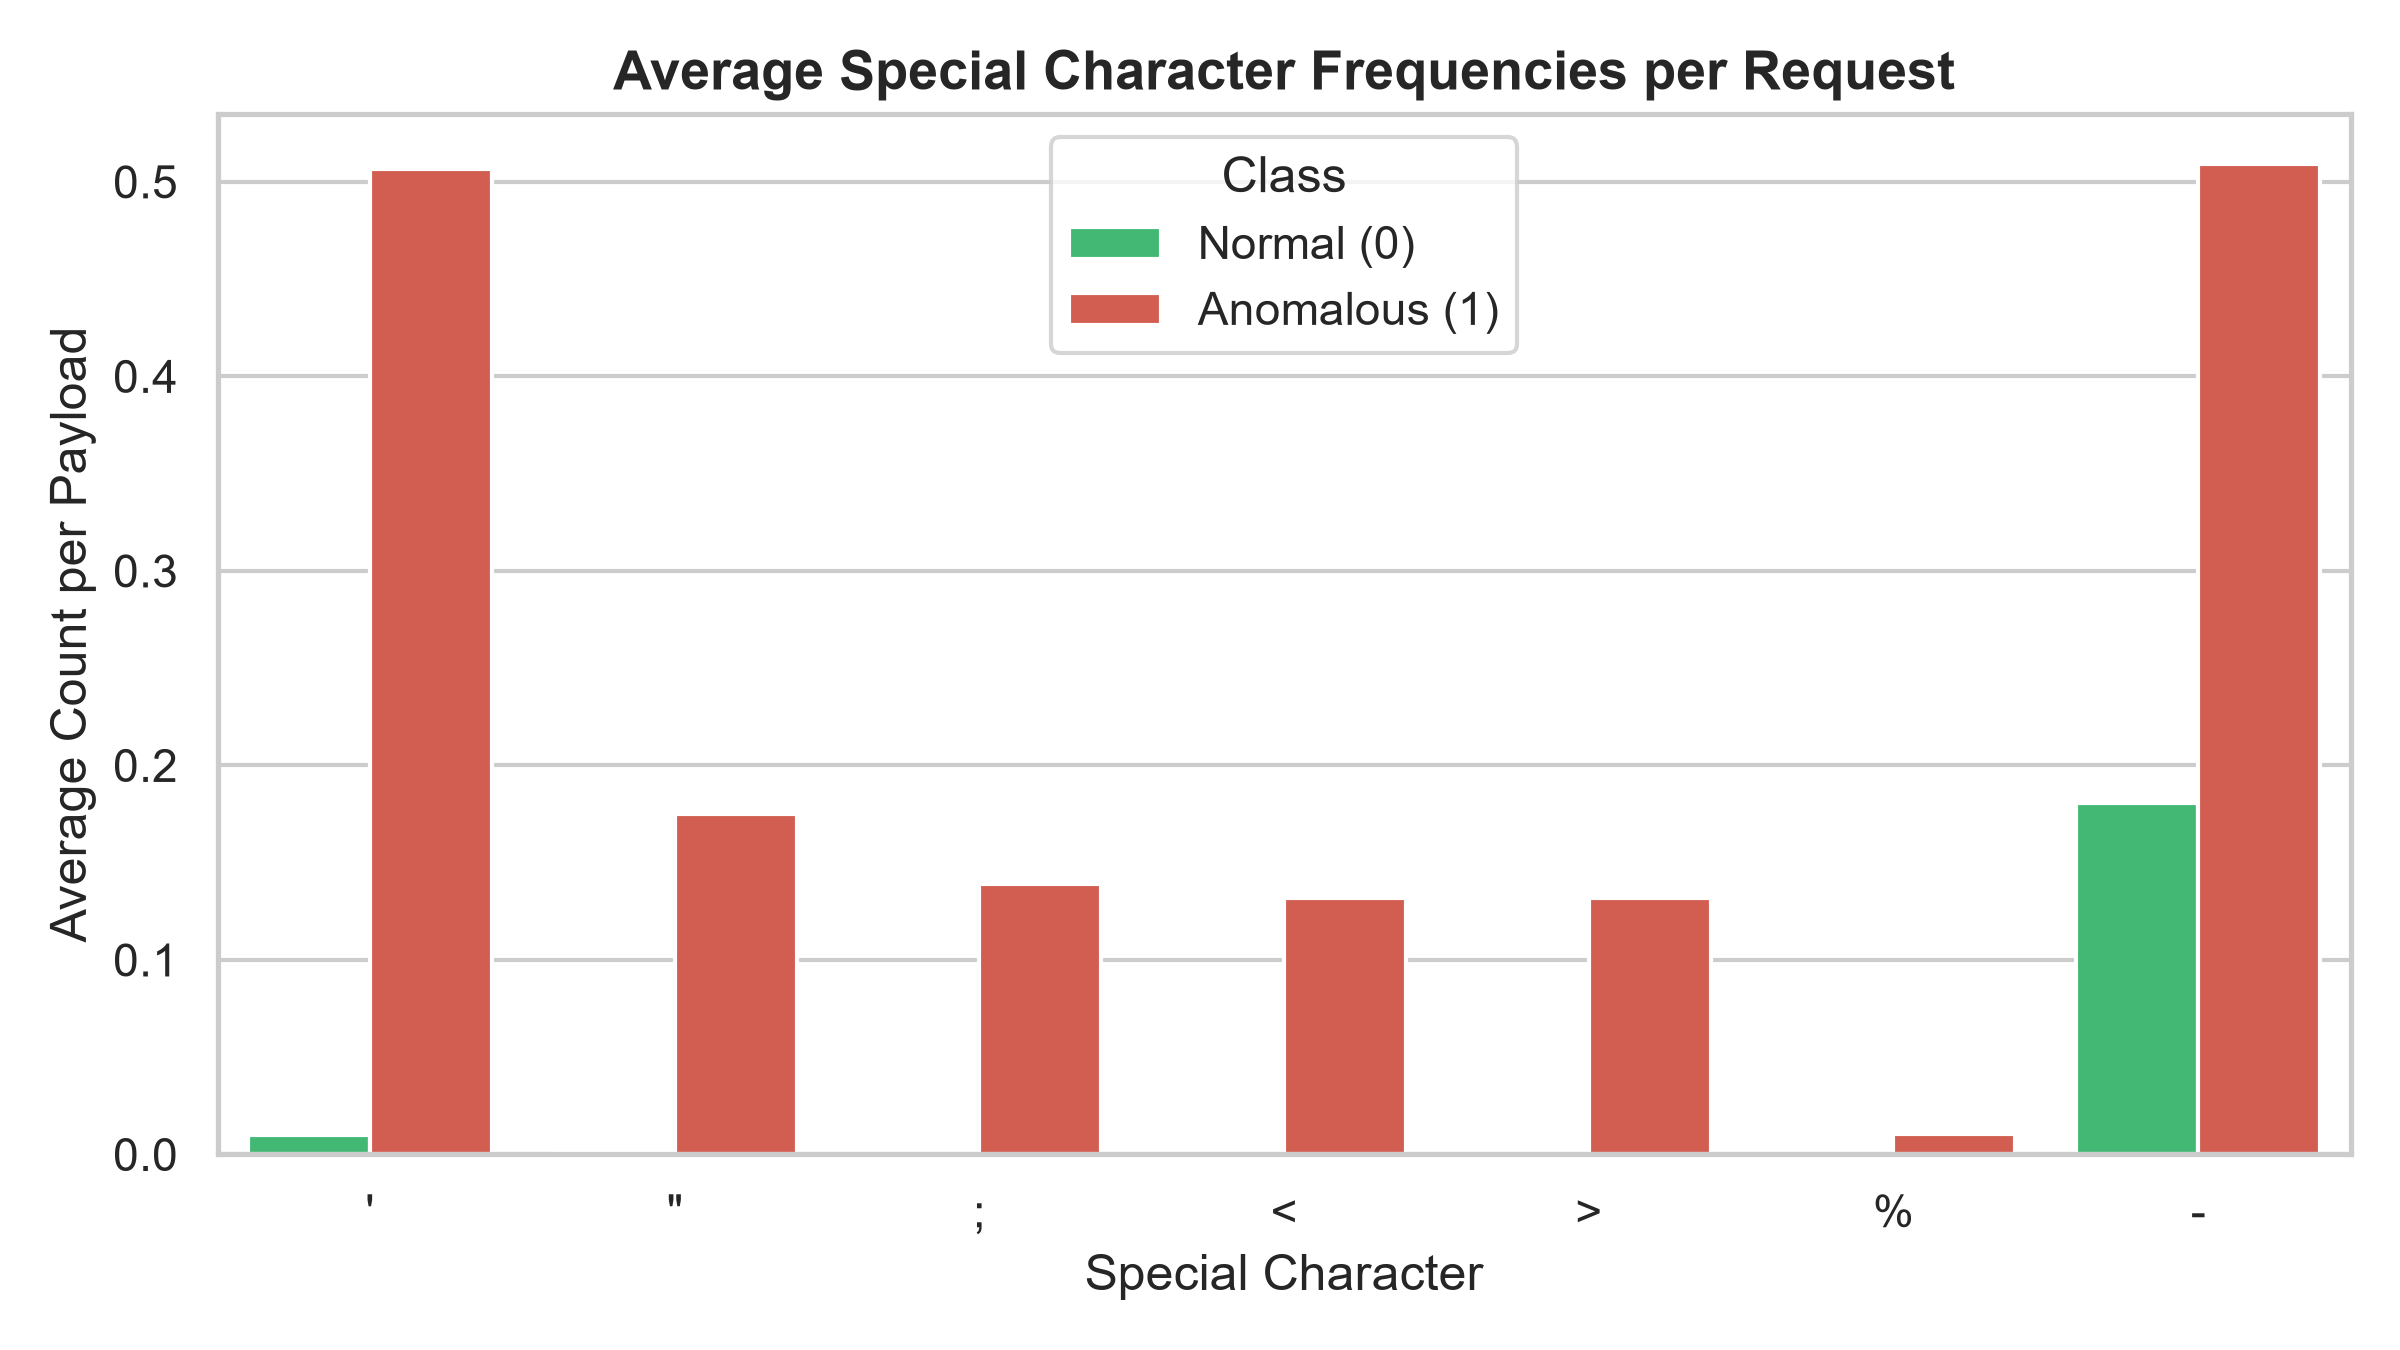 Average Special Character Frequencies per Request
Class
Normal (0)
Anomalous (1)
Average Count per Payload
0.5
0.4
0.3
0.2
0.1
0.0
' " ; < > % -
Special Character